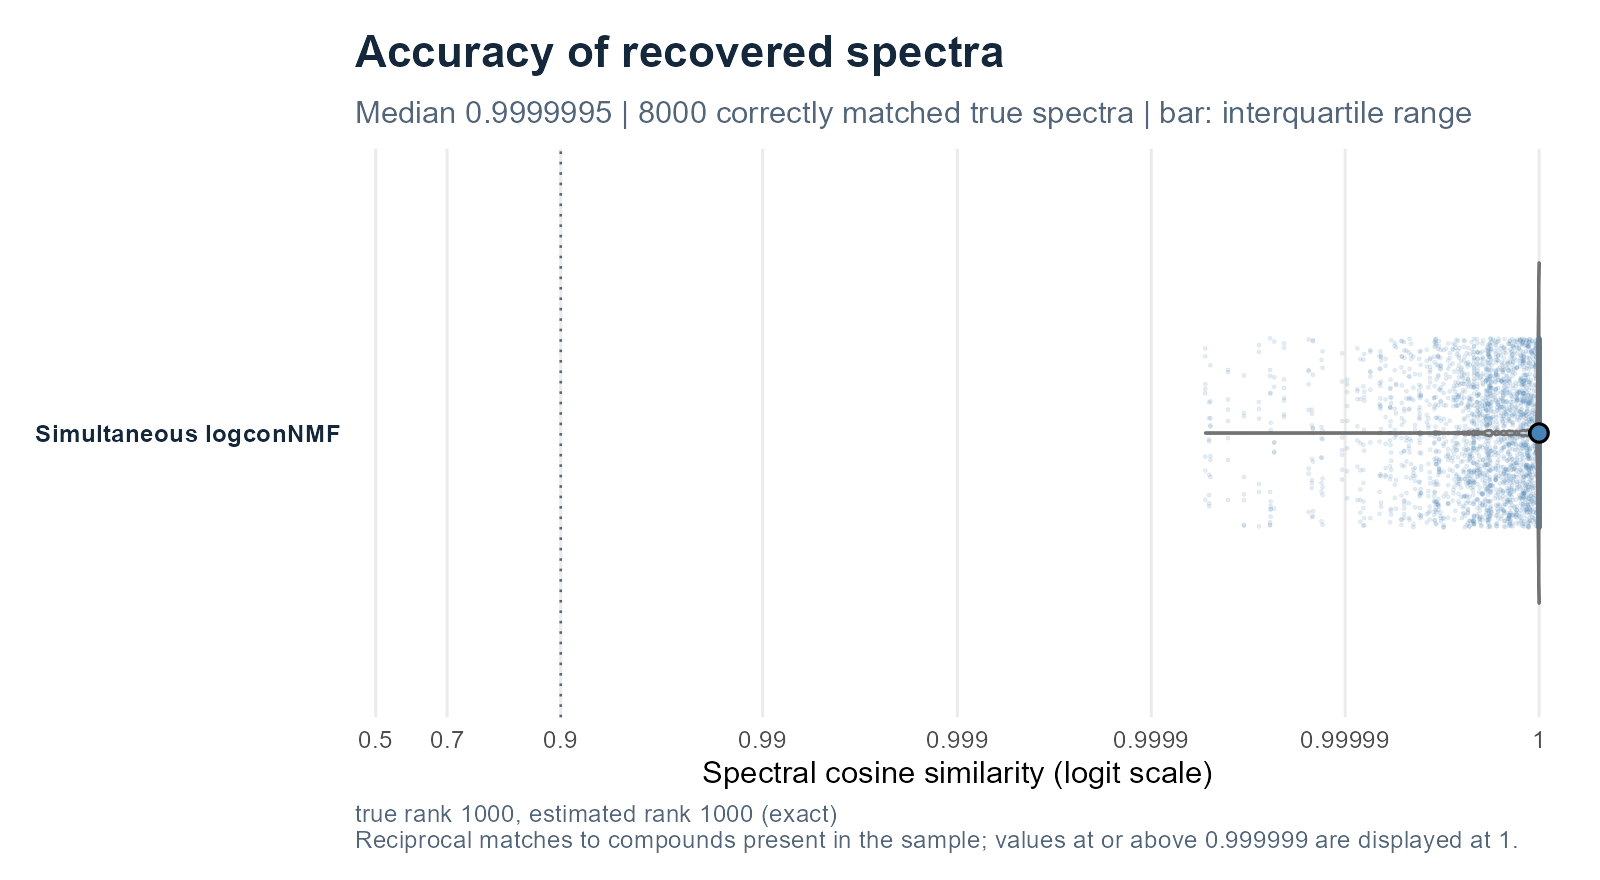 Accuracy of recovered spectra
Median 0.9999995 | 8000 correctly matched true spectra | bar: interquartile range
Simultaneous logconNMF
0.5 0.7 0.9 0.99 0.999 0.9999 0.99999 1
Spectral cosine similarity (logit scale)
true rank 1000, estimated rank 1000 (exact)
Reciprocal matches to compounds present in the sample; values at or above 0.999999 are displayed at 1.